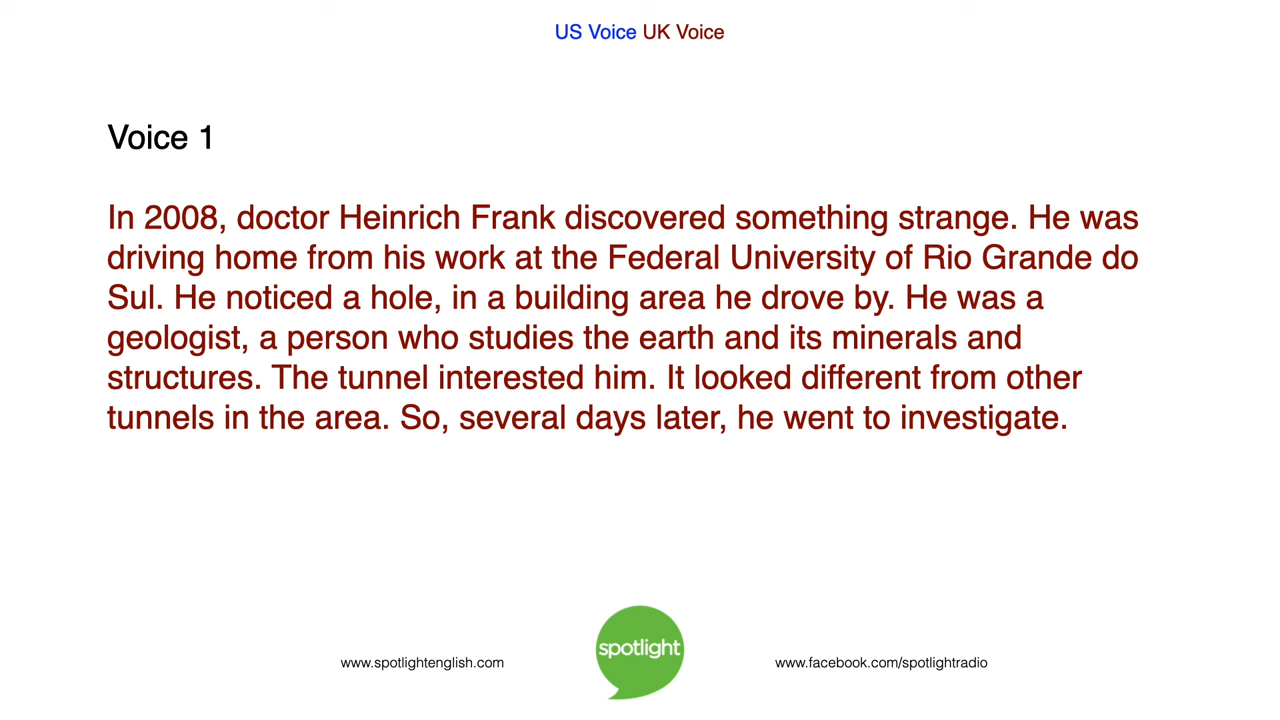 US Voice UK Voice
Voice 1
In 2008, doctor Heinrich Frank discovered something strange. He was
driving home from his work at the Federal University of Rio Grande do
Sul. He noticed a hole, in a building area he drove by. He was a
geologist, a person who studies the earth and its minerals and
structures. The tunnel interested him. It looked different from other
tunnels in the area. So, several days later, he went to investigate.
spotlight
www.spotlightenglish.com
www.facebook.com/spotlightradio